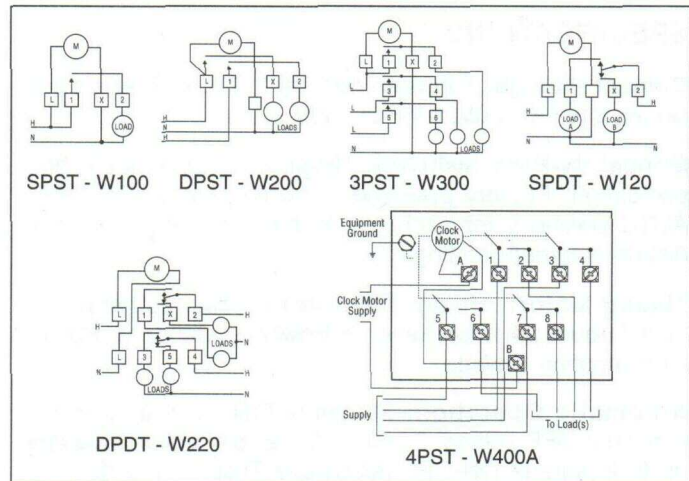 M
L 1 X 2
LOAD
H
N
SPST - W100
M
L 1 X 2
LOADS
H
H
N
DPST - W200
M
L 1 X 2
L 3 4
L 5 6
L
H
N
LOADS
3PST - W300
M
L 1 X 2
H H
LOAD A
LOAD B
N
SPDT - W120
M
L 1 X 2
H H
LOADS
N
L 3 5 4
N H
LOADS
N
DPDT - W220
Equipment Ground
Clock Motor
A 1 2 3 4
Clock Motor Supply
5 6 7 8
B
Supply
To Load(s)
4PST - W400A